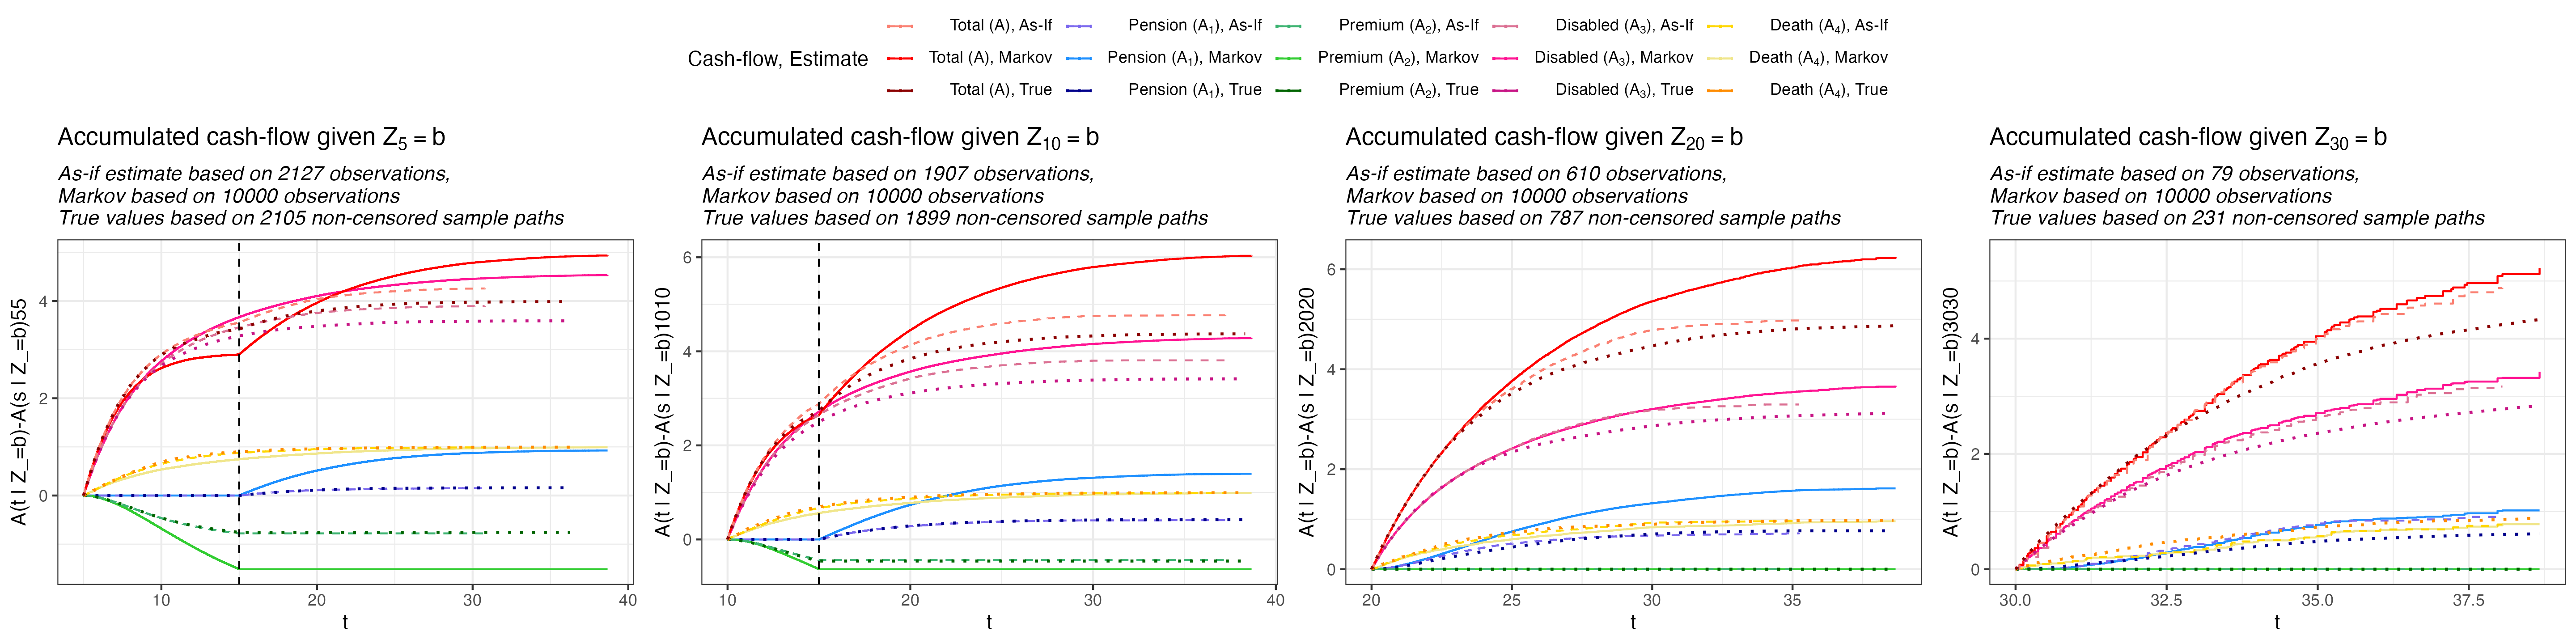 Cash-flow, Estimate
Total (A), As-If
Total (A), Markov
Total (A), True
Pension (A₁), As-If
Pension (A₁), Markov
Pension (A₁), True
Premium (A₂), As-If
Premium (A₂), Markov
Premium (A₂), True
Disabled (A₃), As-If
Disabled (A₃), Markov
Disabled (A₃), True
Death (A₄), As-If
Death (A₄), Markov
Death (A₄), True
Accumulated cash-flow given Z₅ = b
As-if estimate based on 2127 observations,
Markov based on 10000 observations
True values based on 2105 non-censored sample paths
A(t | Z_=b)-A(s | Z_=b)55
4
2
0
10
20
30
40
t
Accumulated cash-flow given Z₁₀ = b
As-if estimate based on 1907 observations,
Markov based on 10000 observations
True values based on 1899 non-censored sample paths
A(t | Z_=b)-A(s | Z_=b)1010
6
4
2
0
10
20
30
40
t
Accumulated cash-flow given Z₂₀ = b
As-if estimate based on 610 observations,
Markov based on 10000 observations
True values based on 787 non-censored sample paths
A(t | Z_=b)-A(s | Z_=b)2020
6
4
2
0
20
25
30
35
t
Accumulated cash-flow given Z₃₀ = b
As-if estimate based on 79 observations,
Markov based on 10000 observations
True values based on 231 non-censored sample paths
A(t | Z_=b)-A(s | Z_=b)3030
4
2
0
30.0
32.5
35.0
37.5
t